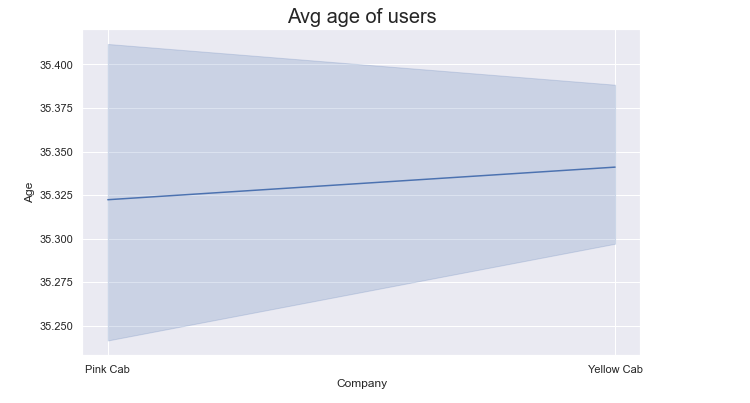 Avg age of users
35.400
35.375
35.350
35.325
35.300
35.275
35.250
Age
Pink Cab
Yellow Cab
Company